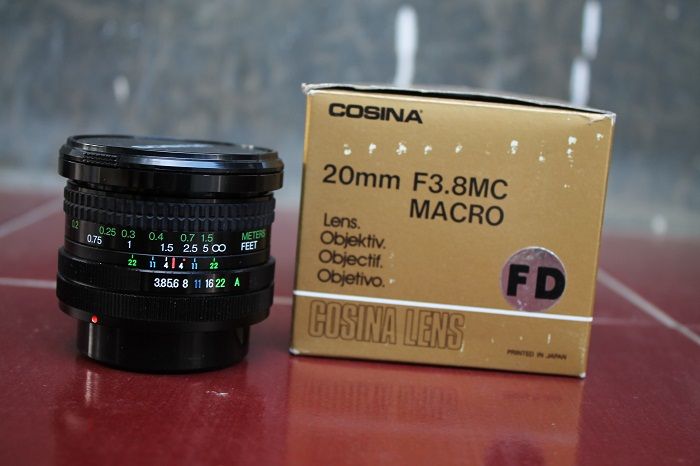 0.2 0.25 0.3 0.4 0.7 1.5 METERS
0.75 1 1.5 2.5 5 ∞ FEET
22 11 4 4 11 22
3.8 5.6 8 11 16 22 A
COSINA
20mm F3.8MC
MACRO
Lens.
Objektiv.
Objectif.
Objetivo.
FD
COSINA LENS
PRINTED IN JAPAN